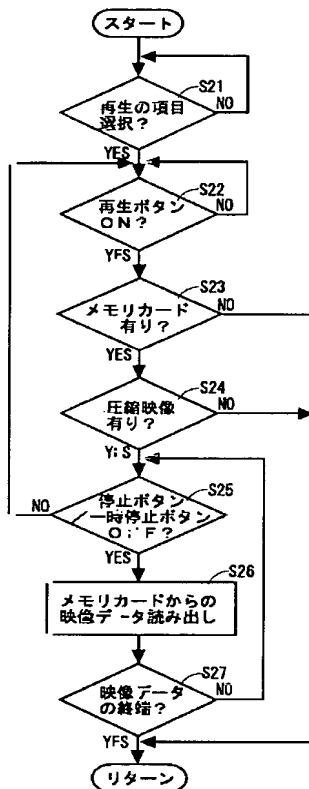 スタート
S21
再生の項目
選択？
NO
YES
S22
再生ボタン
ON？
NO
YES
S23
メモリカード
有り？
NO
YES
S24
圧縮映像
有り？
NO
YES
S25
停止ボタン
一時停止ボタン
OFF？
NO
YES
S26
メモリカードからの
映像データ読み出し
S27
映像データ
の終端？
NO
YES
リターン